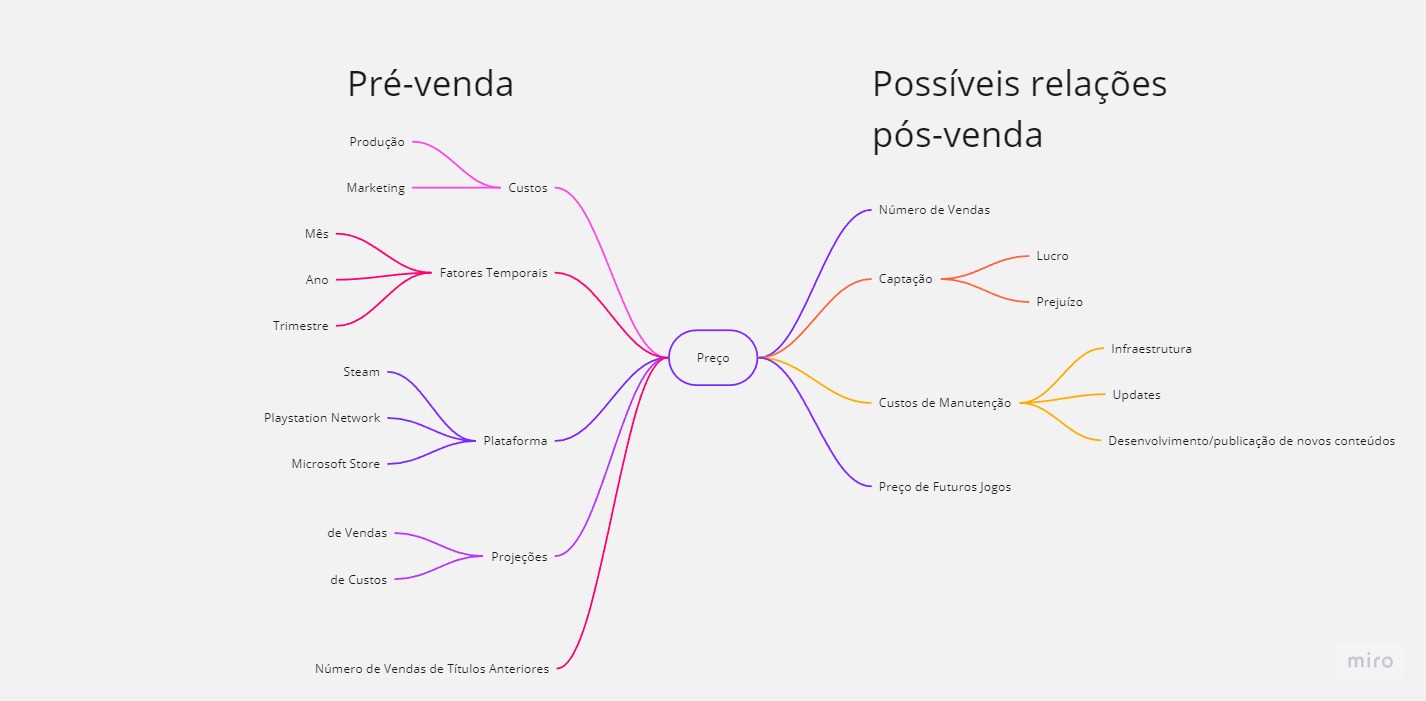 Pré-venda
Produção
Marketing
Custos
Mês
Ano
Trimestre
Fatores Temporais
Steam
Playstation Network
Microsoft Store
Plataforma
de Vendas
de Custos
Projeções
Número de Vendas de Títulos Anteriores
Preço
Possíveis relações
pós-venda
Número de Vendas
Captação
Lucro
Prejuízo
Custos de Manutenção
Infraestrutura
Updates
Desenvolvimento/publicação de novos conteúdos
Preço de Futuros Jogos
miro